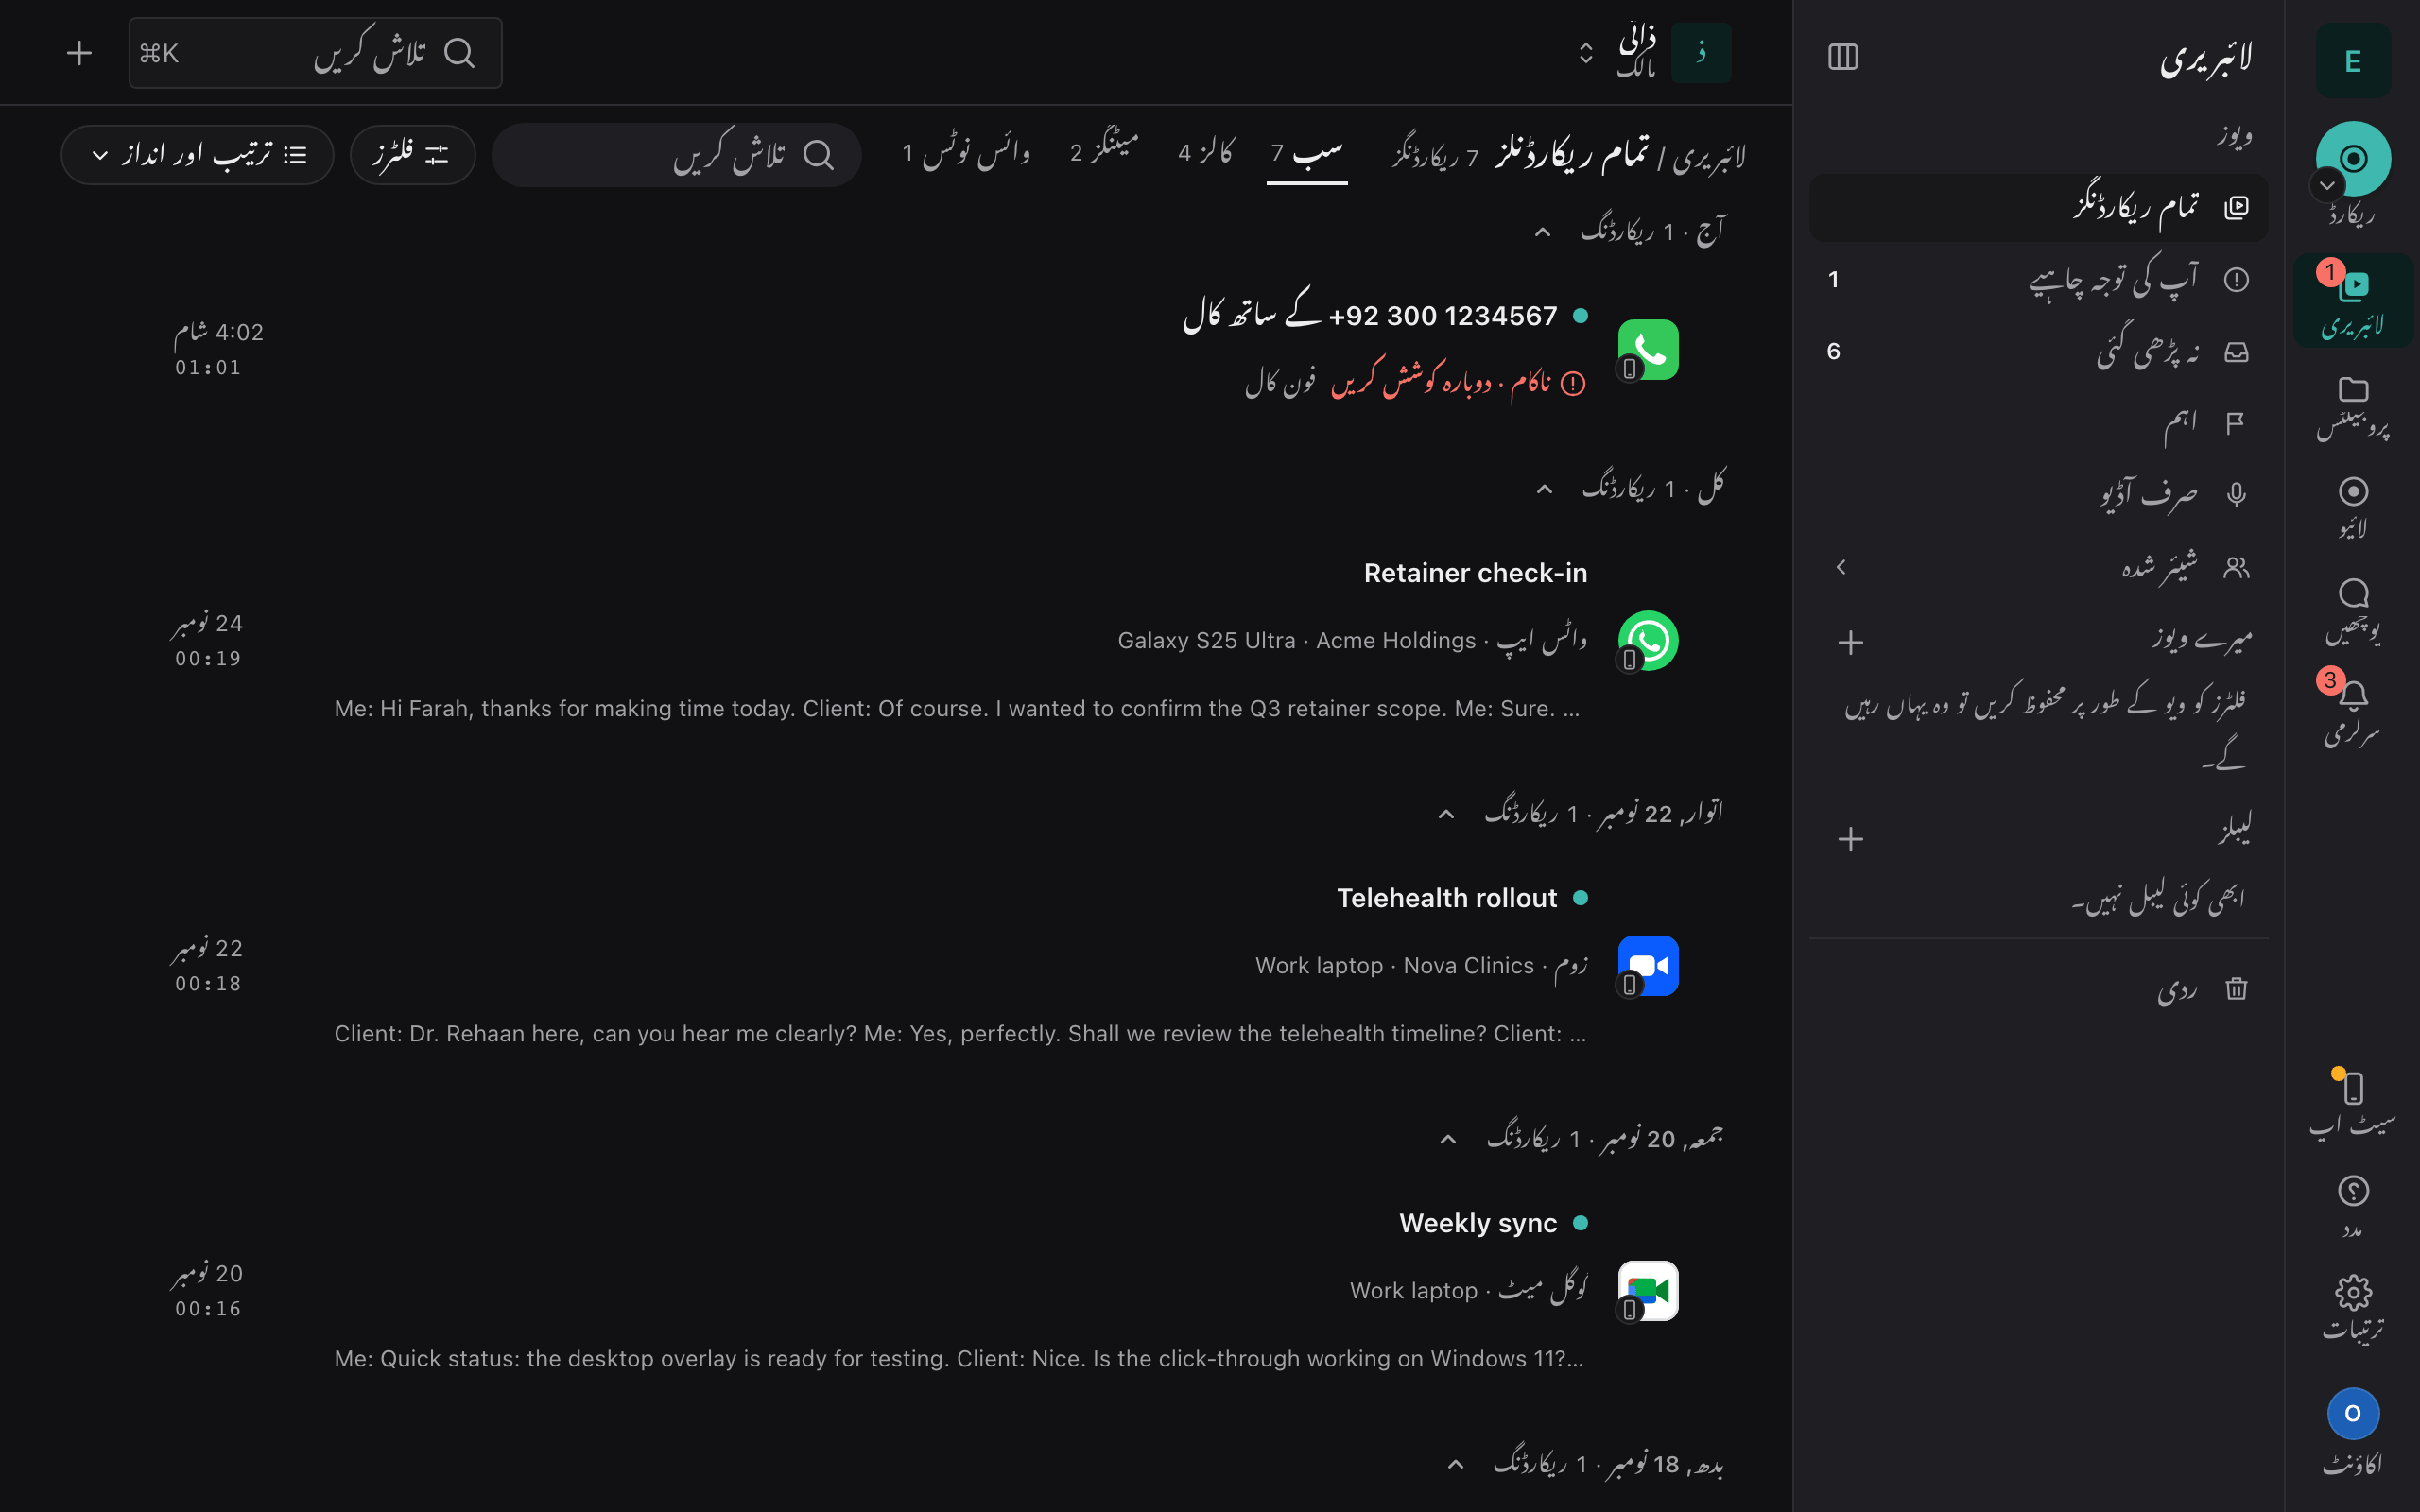 E
ریکارڈ
1
لائبریری
پروجیکٹس
لائیو
پوچھیں
3
سرگرمی
سیٹ اپ
مدد
ترتیبات
O
اکاؤنٹ
لائبریری
ویوز
تمام ریکارڈنگز
آپ کی توجہ چاہیے 1
نہ پڑھی گئی 6
اہم
صرف آڈیو
شیئر شدہ
میرے ویوز
فلٹرز کو ویو کے طور پر محفوظ کریں تو وہ یہاں رہیں
گے۔
لیبلز
ابھی کوئی لیبل نہیں۔
ردی
ذ
ذاتی
مالک
تلاش کریں ⌘K
لائبریری / تمام ریکارڈنگز 7 ریکارڈنگز
سب 7
کالز 4
میٹنگز 2
وائس نوٹس 1
تلاش کریں
فلٹرز
ترتیب اور انداز
آج · 1 ریکارڈنگ
+92 300 1234567 کے ساتھ کال
ناکام · دوبارہ کوشش کریں فون کال
4:02 شام
01:01
کل · 1 ریکارڈنگ
Retainer check-in
واٹس ایپ · Galaxy S25 Ultra · Acme Holdings
24 نومبر
00:19
Me: Hi Farah, thanks for making time today. Client: Of course. I wanted to confirm the Q3 retainer scope. Me: Sure. ...
اتوار, 22 نومبر · 1 ریکارڈنگ
Telehealth rollout
زوم · Work laptop · Nova Clinics
22 نومبر
00:18
Client: Dr. Rehaan here, can you hear me clearly? Me: Yes, perfectly. Shall we review the telehealth timeline? Client: ...
جمعہ, 20 نومبر · 1 ریکارڈنگ
Weekly sync
گوگل میٹ · Work laptop
20 نومبر
00:16
Me: Quick status: the desktop overlay is ready for testing. Client: Nice. Is the click-through working on Windows 11?...
بدھ, 18 نومبر · 1 ریکارڈنگ